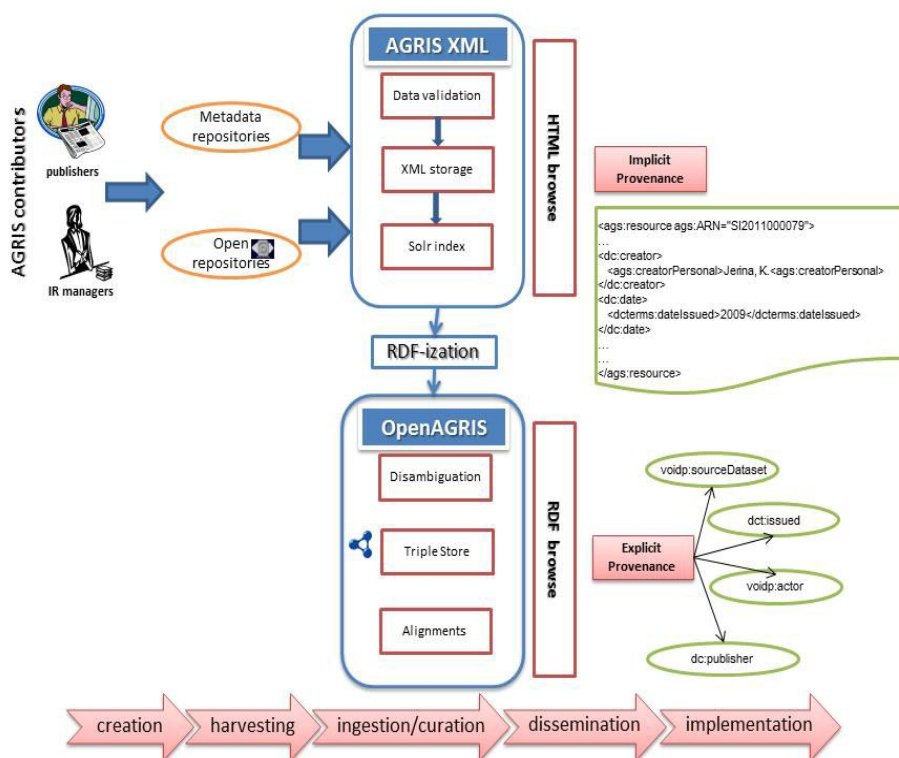 AGRIS contributors
publishers
IR managers
Metadada
repositories
Open
repositories
AGRIS XML
Data validation
XML storage
Solr index
HTML browse
Implicit
Provenance
<ags:resource ags:ARN="SI2011000079">
...
<dc:creator>
<ags:creatorPersonal>Jerina, K.<ags:creatorPersonal>
</dc:creator>
<dc:date>
<dcterms:dateIssued>2009</dcterms:dateIssued>
</dc:date>
...
...
</ags:resource>
RDF-ization
OpenAGRIS
Disambiguation
Triple Store
Alignments
RDF browse
Explicit
Provenance
voidp:sourceDataset
dct:issued
voidp:actor
dc:publisher
creation
harvesting
ingestion/curation
dissemination
implementation